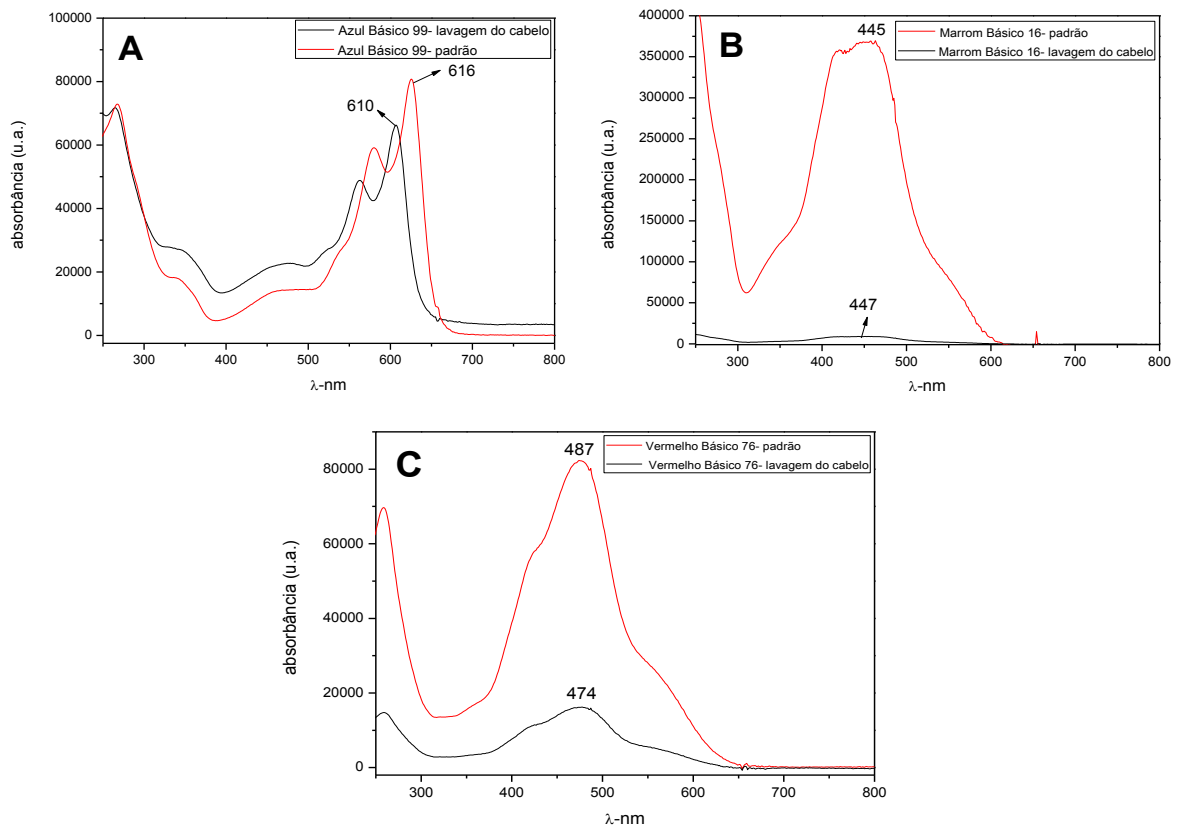 A
Azul Básico 99- lavagem do cabelo
Azul Básico 99- padrão
616
610
100000
80000
60000
40000
20000
0
absorbância (u.a.)
300 400 500 600 700 800
λ-nm
B
Marrom Básico 16- padrão
Marrom Básico 16- lavagem do cabelo
445
447
400000
350000
300000
250000
200000
150000
100000
50000
0
absorbância (u.a.)
300 400 500 600 700 800
λ-nm
C
Vermelho Básico 76- padrão
Vermelho Básico 76- lavagem do cabelo
487
474
80000
60000
40000
20000
0
absorbância (u.a.)
300 400 500 600 700 800
λ-nm